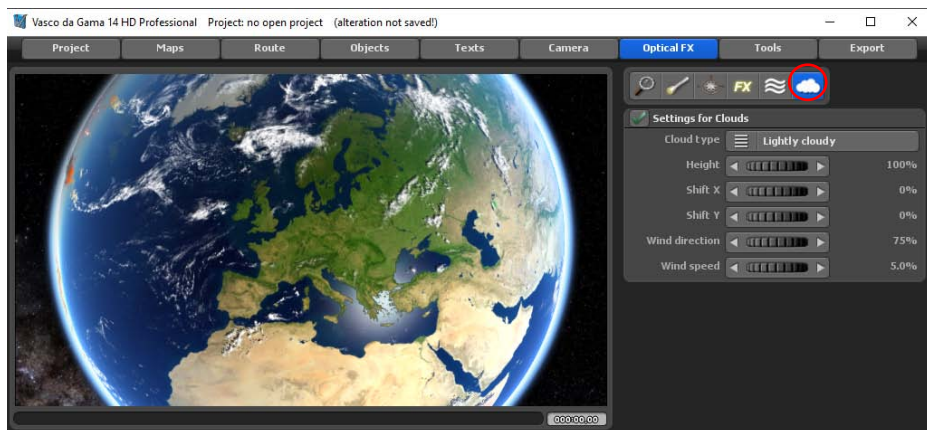 Vasco da Gama 14 HD Professional Project: no open project (alteration not saved!)
Project Maps Route Objects Texts Camera Optical FX Tools Export
FX
Settings for Clouds
Cloud type Lightly cloudy
Height 100%
Shift X 0%
Shift Y 0%
Wind direction 75%
Wind speed 5.0%
000:00,00